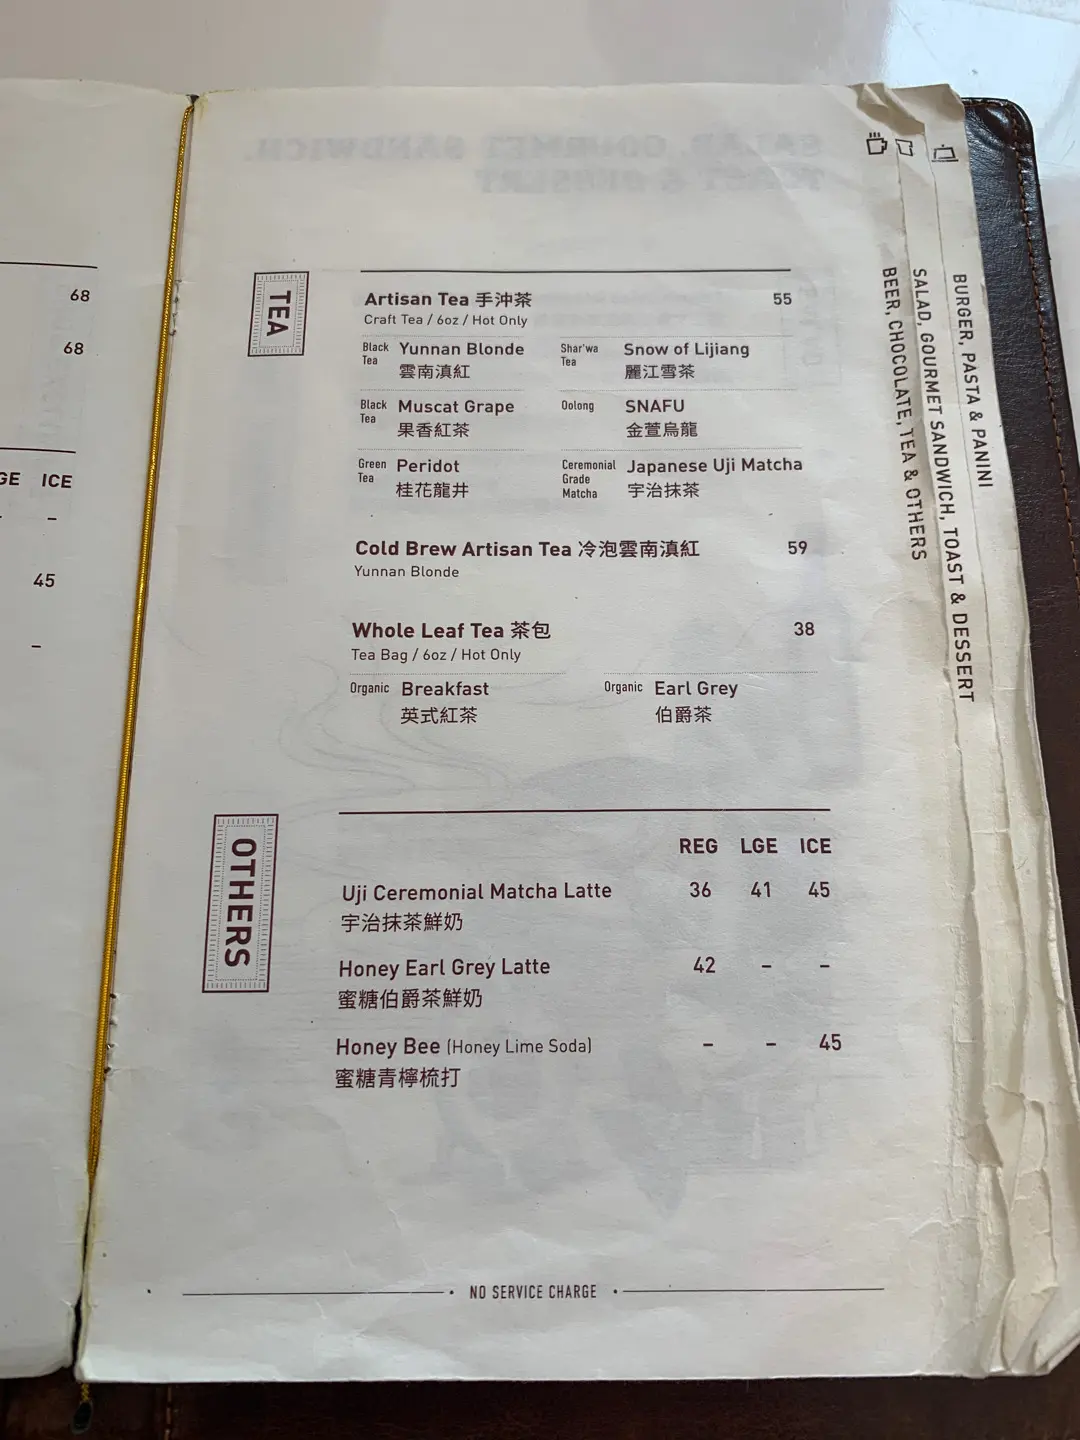 68
68
GE ICE
–
45
–
TEA
Artisan Tea 手沖茶 55
Craft Tea / 6oz / Hot Only
Black Tea Yunnan Blonde 雲南滇紅
Shar'wa Tea Snow of Lijiang 麗江雪茶
Black Tea Muscat Grape 果香紅茶
Oolong SNAFU 金萱烏龍
Green Tea Peridot 桂花龍井
Ceremonial Grade Matcha Japanese Uji Matcha 宇治抹茶
Cold Brew Artisan Tea 冷泡雲南滇紅 59
Yunnan Blonde
Whole Leaf Tea 茶包 38
Tea Bag / 6oz / Hot Only
Organic Breakfast 英式紅茶
Organic Earl Grey 伯爵茶
OTHERS
REG LGE ICE
Uji Ceremonial Matcha Latte 36 41 45
宇治抹茶鮮奶
Honey Earl Grey Latte 42 – –
蜜糖伯爵茶鮮奶
Honey Bee (Honey Lime Soda) – – 45
蜜糖青檸梳打
· NO SERVICE CHARGE ·
BEER, CHOCOLATE, TEA & OTHERS
SALAD, GOURMET SANDWICH, TOAST & DESSERT
BURGER, PASTA & PANINI